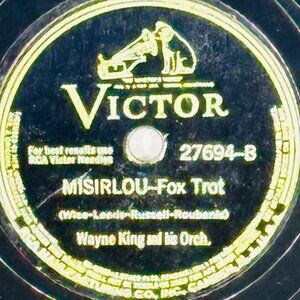 VICTOR
For best results use
RCA Victor Needles
27694-B
MISIRLOU-Fox Trot
(Wise-Leeds-Russell-Roubanis)
Wayne King and his Orch.